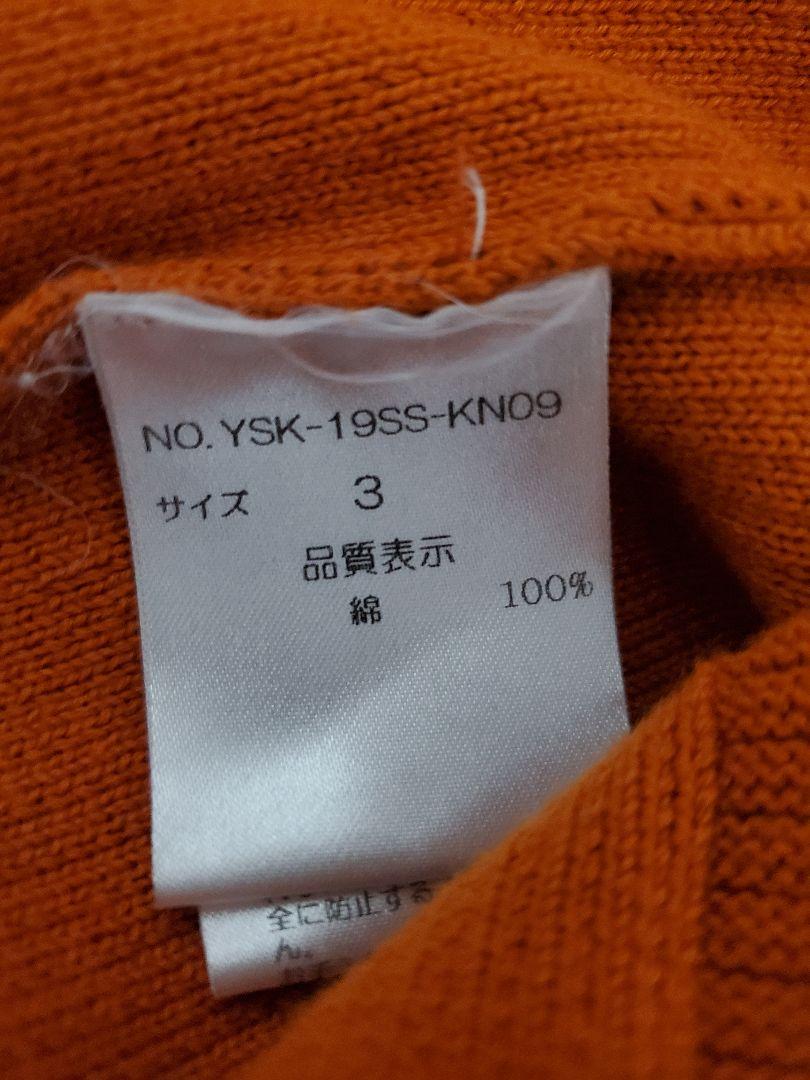 NO. YSK-19SS-KN09
サイズ 3
品質表示
綿 100%
全に防止する
ん。